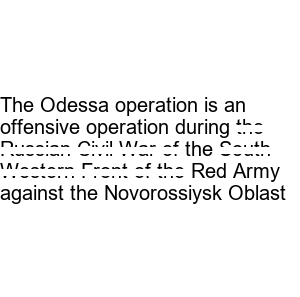 The Odessa operation is an
offensive operation during the
Russian Civil War of the South
Western Front of the Red Army
against the Novorossiysk Oblast